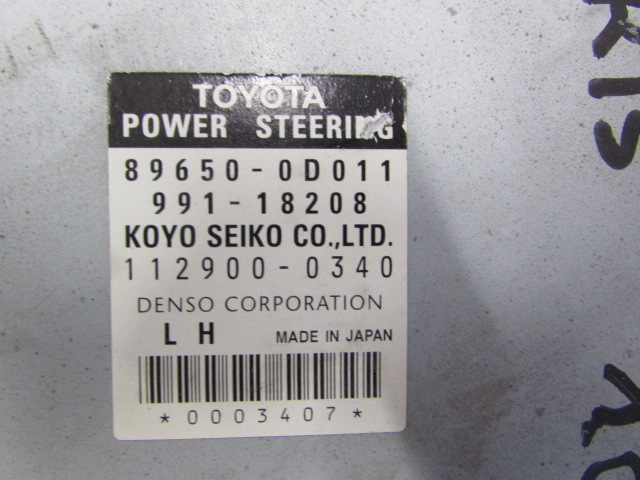 TOYOTA
POWER STEERING
89650-0D011
991-18208
KOYO SEIKO CO.,LTD.
112900-0340
DENSO CORPORATION
L H MADE IN JAPAN
*0003407*